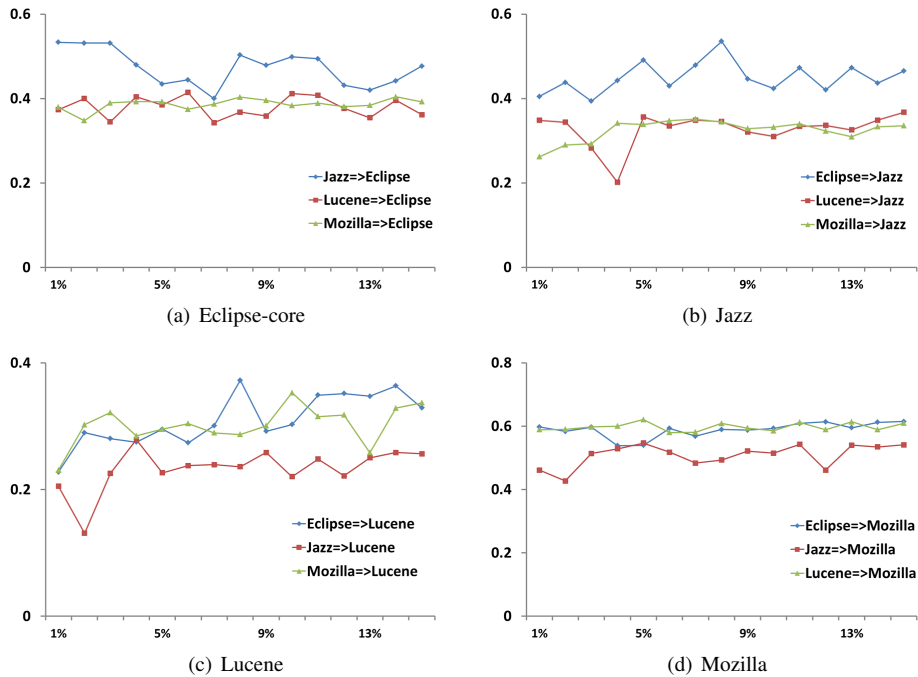 0.6
0.4
0.2
0
1%
5%
9%
13%
Jazz=>Eclipse
Lucene=>Eclipse
Mozilla=>Eclipse
(a) Eclipse-core
0.6
0.4
0.2
0
1%
5%
9%
13%
Eclipse=>Jazz
Lucene=>Jazz
Mozilla=>Jazz
(b) Jazz
0.4
0.2
0
1%
5%
9%
13%
Eclipse=>Lucene
Jazz=>Lucene
Mozilla=>Lucene
(c) Lucene
0.8
0.6
0.4
0.2
0
1%
5%
9%
13%
Eclipse=>Mozilla
Jazz=>Mozilla
Lucene=>Mozilla
(d) Mozilla